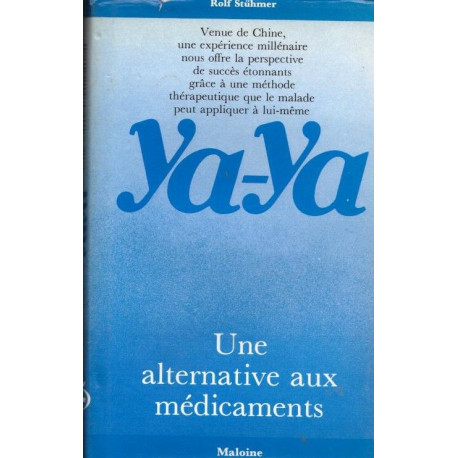 Rolf Stühmer
Venue de Chine,
une expérience millénaire
nous offre la perspective
de succès étonnants
grâce à une méthode
thérapeutique que le malade
peut appliquer à lui-même
ya-ya
Une
alternative aux
médicaments
Maloine